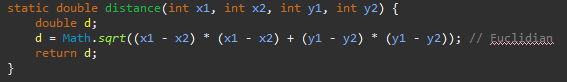 static double distance(int x1, int x2, int y1, int y2) {
    double d;
    d = Math.sqrt((x1 - x2) * (x1 - x2) + (y1 - y2) * (y1 - y2)); // Euclidian
    return d;
}